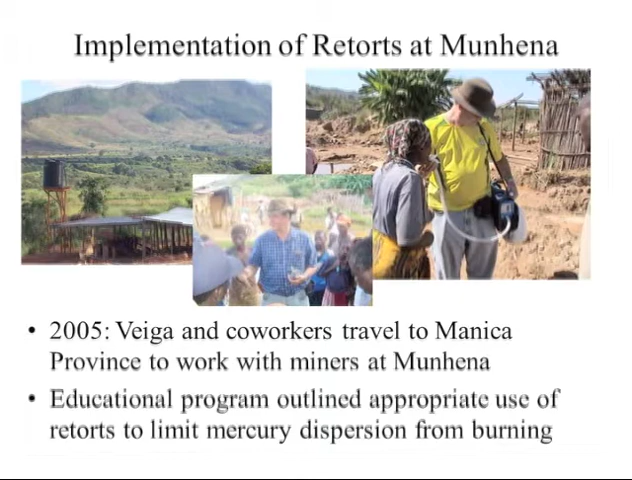 Implementation of Retorts at Munhena
• 2005: Veiga and coworkers travel to Manica
Province to work with miners at Munhena
• Educational program outlined appropriate use of
retorts to limit mercury dispersion from burning